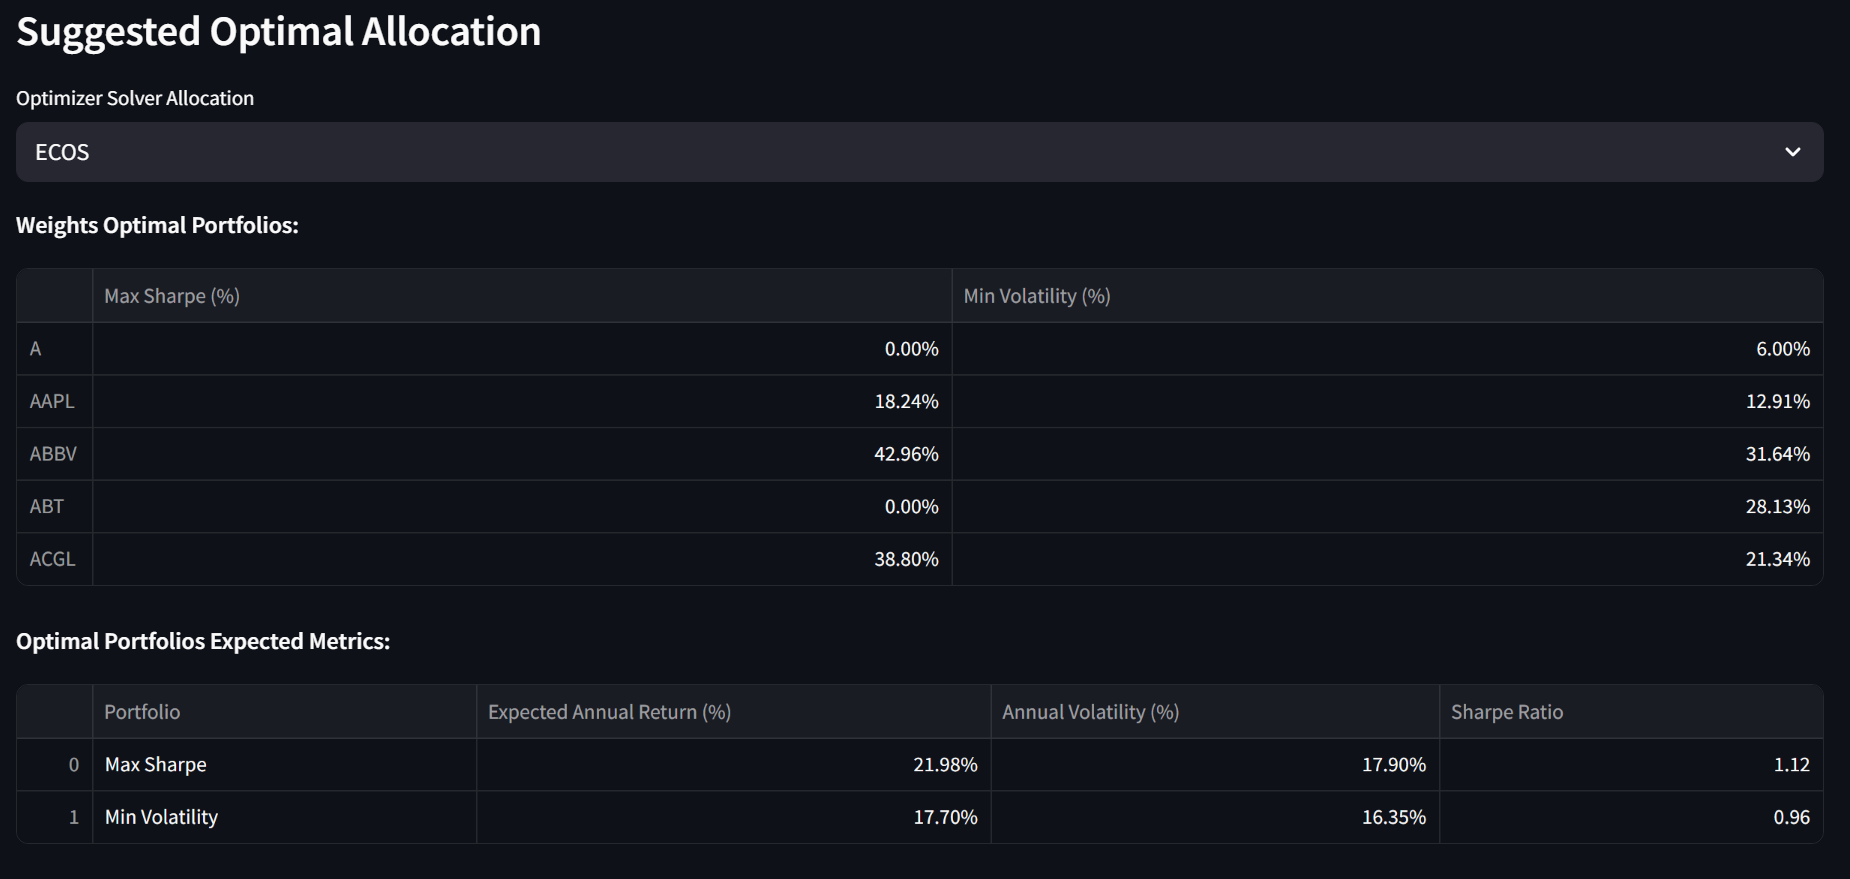 Suggested Optimal Allocation
Optimizer Solver Allocation
ECOS
Weights Optimal Portfolios:
Max Sharpe (%) Min Volatility (%)
A 0.00% 6.00%
AAPL 18.24% 12.91%
ABBV 42.96% 31.64%
ABT 0.00% 28.13%
ACGL 38.80% 21.34%
Optimal Portfolios Expected Metrics:
Portfolio Expected Annual Return (%) Annual Volatility (%) Sharpe Ratio
0 Max Sharpe 21.98% 17.90% 1.12
1 Min Volatility 17.70% 16.35% 0.96